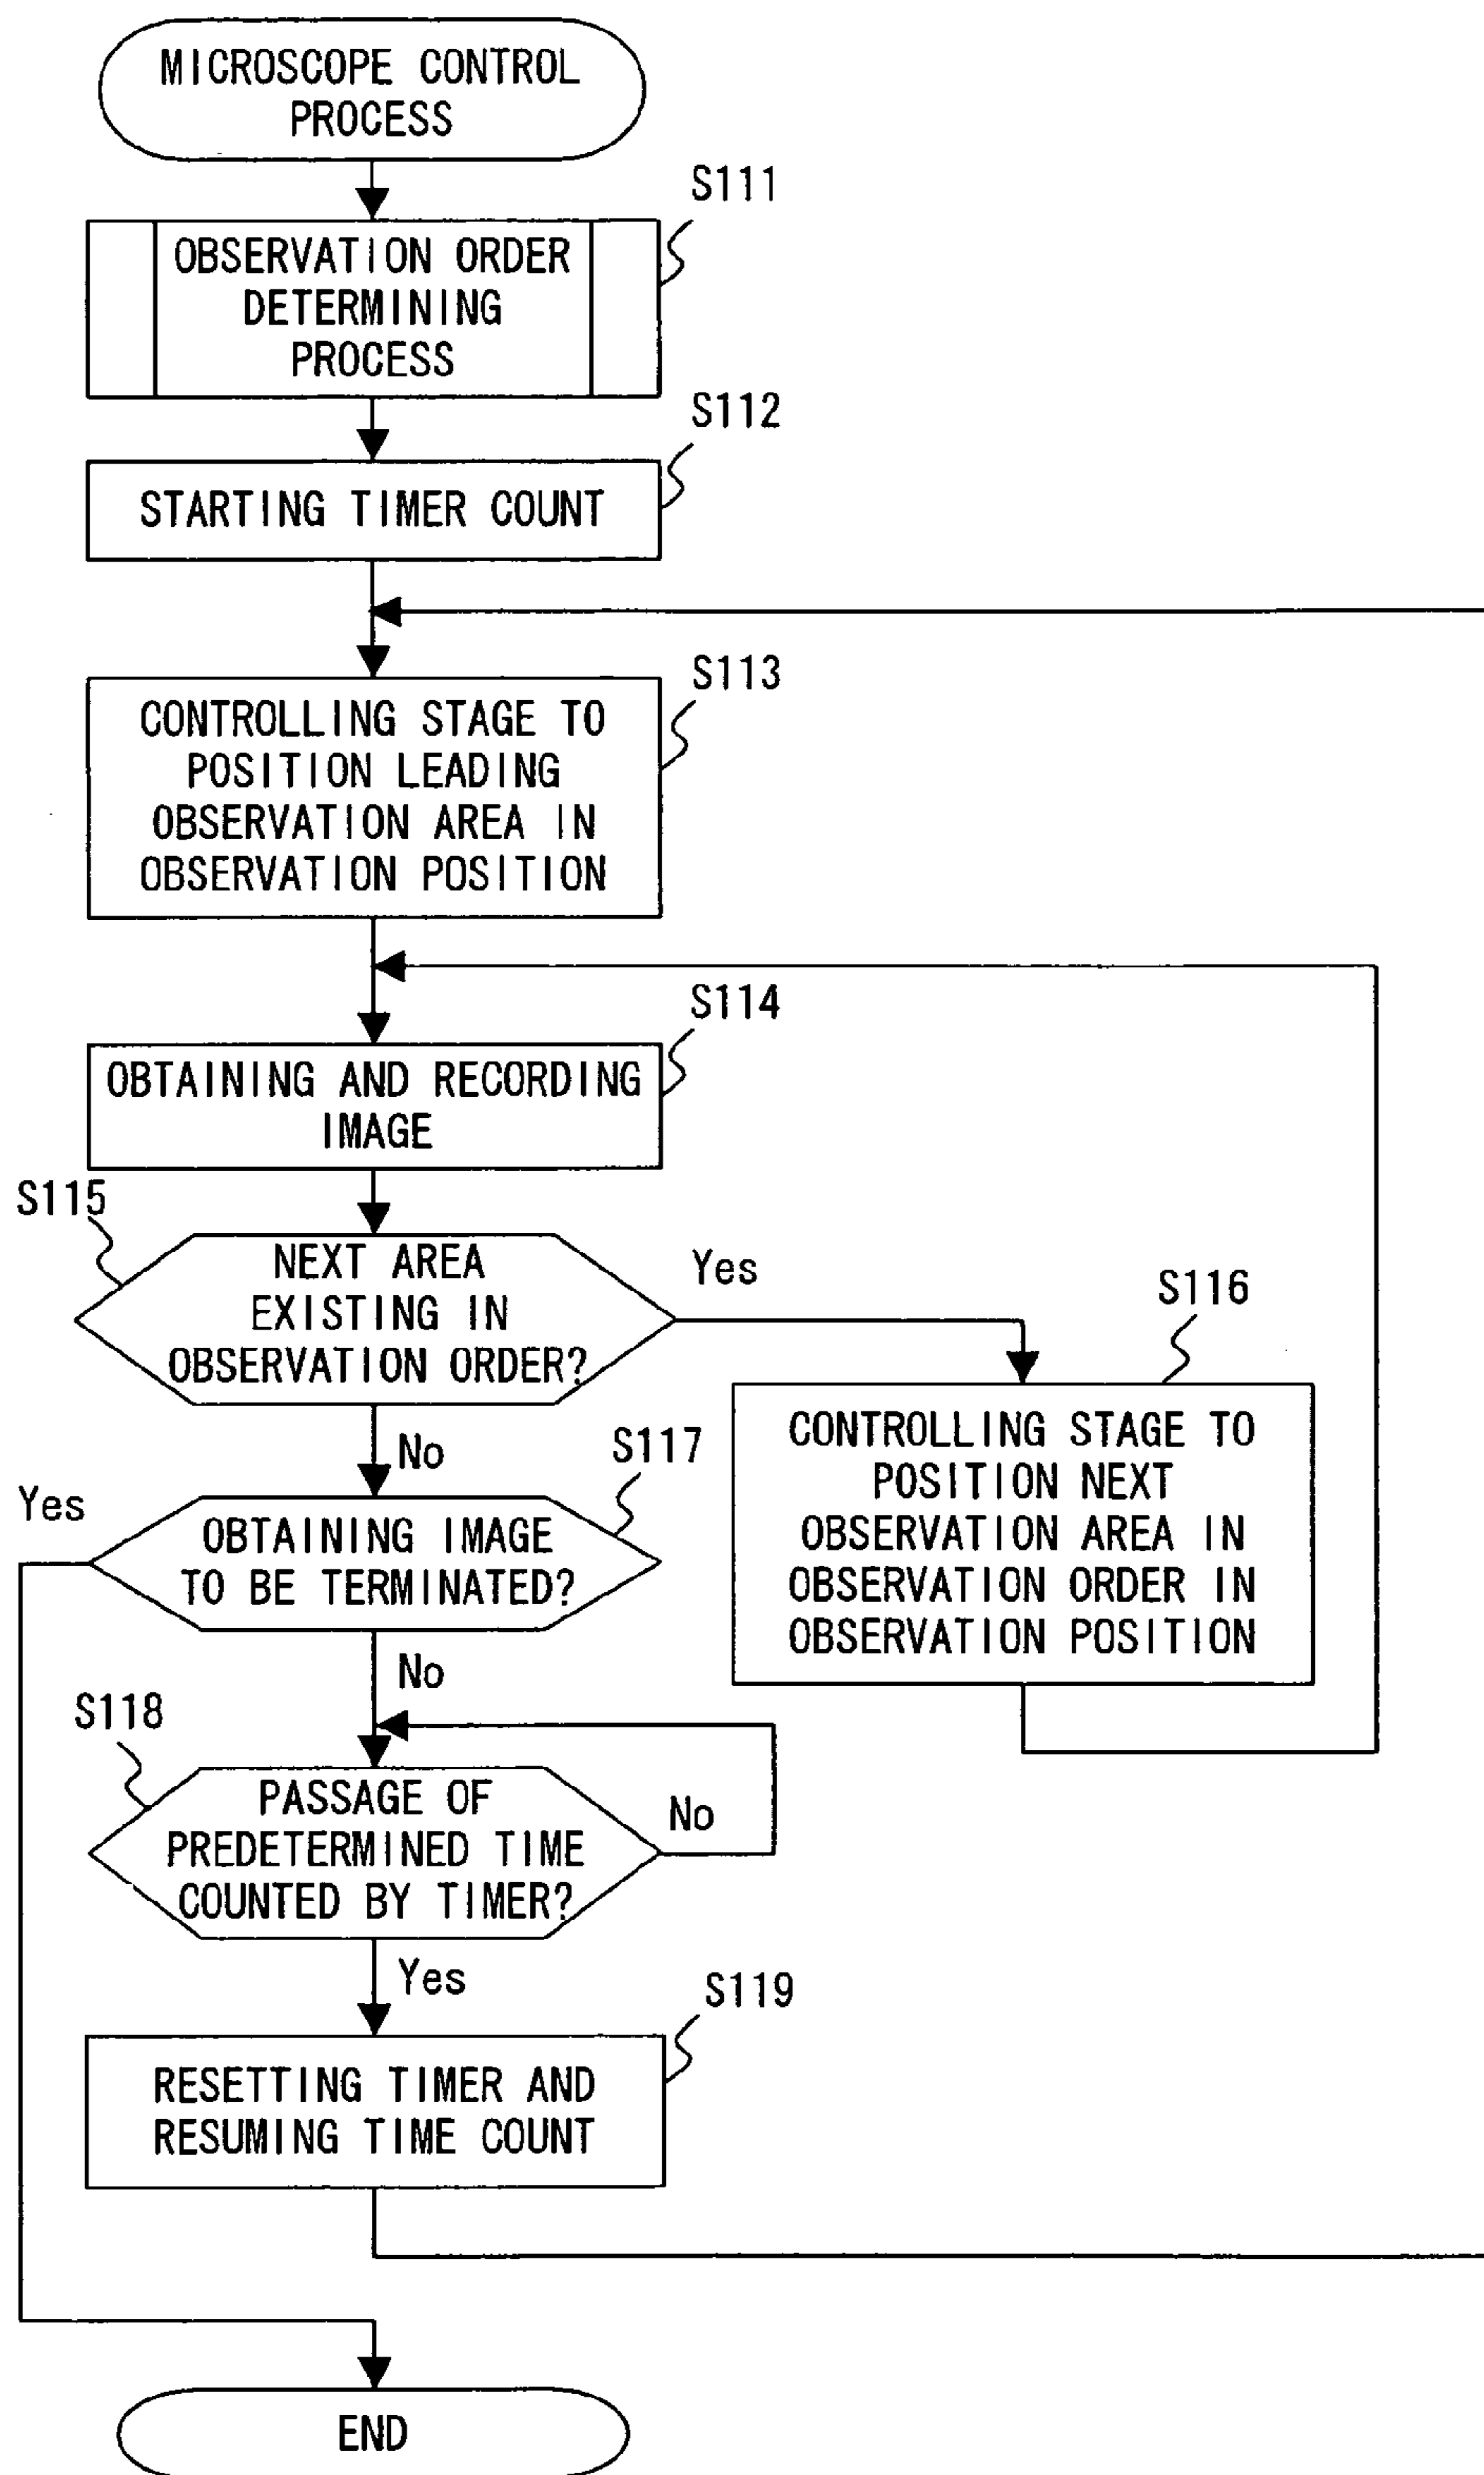 MICROSCOPE CONTROL
PROCESS
S111
OBSERVATION ORDER
DETERMINING
PROCESS
S112
STARTING TIMER COUNT
S113
CONTROLLING STAGE TO
POSITION LEADING
OBSERVATION AREA IN
OBSERVATION POSITION
S114
OBTAINING AND RECORDING
IMAGE
S115
NEXT AREA
EXISTING IN
OBSERVATION ORDER?
Yes
S116
CONTROLLING STAGE TO
POSITION NEXT
OBSERVATION AREA IN
OBSERVATION ORDER IN
OBSERVATION POSITION
No
S117
Yes
OBTAINING IMAGE
TO BE TERMINATED?
No
S118
PASSAGE OF
PREDETERMINED TIME
COUNTED BY TIMER?
No
Yes
S119
RESETTING TIMER AND
RESUMING TIME COUNT
END